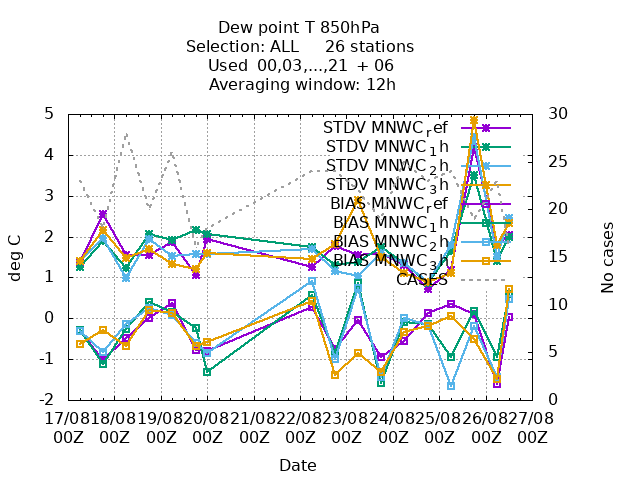 Dew point T 850hPa
Selection: ALL 26 stations
Used 00,03,...,21 + 06
Averaging window: 12h
deg C
No cases
5
4
3
2
1
0
-1
-2
30
25
20
15
10
5
0
STDV MNWC_ref
STDV MNWC_1h
STDV MNWC_2h
STDV MNWC_3h
BIAS MNWC_ref
BIAS MNWC_1h
BIAS MNWC_2h
BIAS MNWC_3h
CASES
17/08 18/08 19/08 20/08 21/08 22/08 23/08 24/08 25/08 26/08 27/08
00Z 00Z 00Z 00Z 00Z 00Z 00Z 00Z 00Z 00Z 00Z
Date